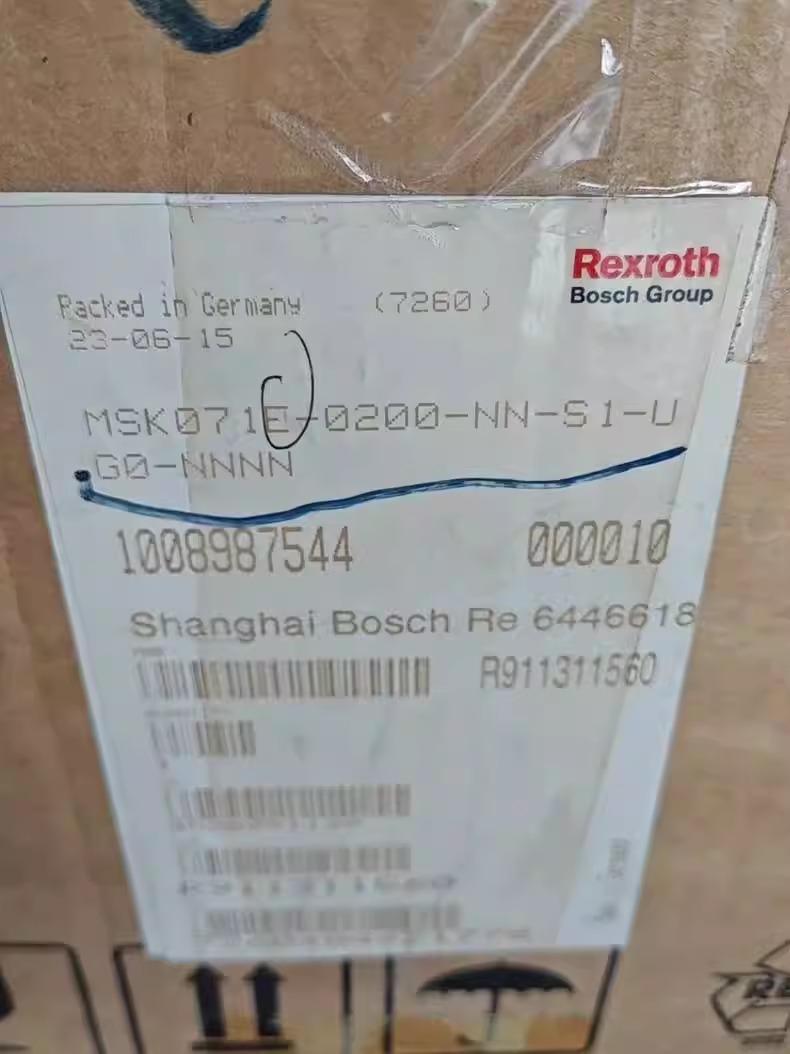 Rexroth
Bosch Group
Packed in Germany (7260)
23-06-15
MSK071E-0200-NN-S1-U
G0-NNNN
1008987544 000010
Shanghai Bosch Re 6446618
R911311560